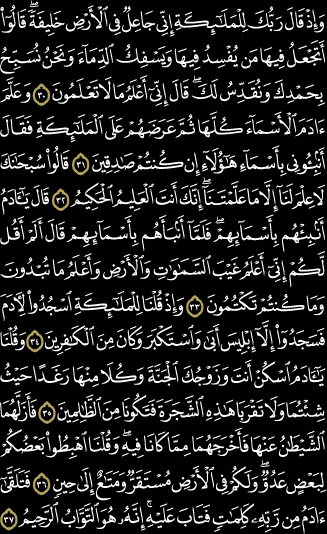 وَإِذْ قَالَ رَبُّكَ لِلْمَلَٰٓئِكَةِ إِنِّي جَاعِلٌ فِي ٱلْأَرْضِ خَلِيفَةًۖ قَالُوٓا۟
أَتَجْعَلُ فِيهَا مَن يُفْسِدُ فِيهَا وَيَسْفِكُ ٱلدِّمَآءَ وَنَحْنُ نُسَبِّحُ
بِحَمْدِكَ وَنُقَدِّسُ لَكَۖ قَالَ إِنِّيٓ أَعْلَمُ مَا لَا تَعْلَمُونَ ٣٠ وَعَلَّمَ
ءَادَمَ ٱلْأَسْمَآءَ كُلَّهَا ثُمَّ عَرَضَهُمْ عَلَى ٱلْمَلَٰٓئِكَةِ فَقَالَ
أَنۢبِـُٔونِي بِأَسْمَآءِ هَٰٓؤُلَآءِ إِن كُنتُمْ صَٰدِقِينَ ٣١ قَالُوا۟ سُبْحَٰنَكَ
لَا عِلْمَ لَنَآ إِلَّا مَا عَلَّمْتَنَآۖ إِنَّكَ أَنتَ ٱلْعَلِيمُ ٱلْحَكِيمُ ٣٢ قَالَ يَٰٓـَٔادَمُ
أَنۢبِئْهُم بِأَسْمَآئِهِمْۖ فَلَمَّآ أَنۢبَأَهُم بِأَسْمَآئِهِمْ قَالَ أَلَمْ أَقُل
لَّكُمْ إِنِّيٓ أَعْلَمُ غَيْبَ ٱلسَّمَٰوَٰتِ وَٱلْأَرْضِ وَأَعْلَمُ مَا تُبْدُونَ
وَمَا كُنتُمْ تَكْتُمُونَ ٣٣ وَإِذْ قُلْنَا لِلْمَلَٰٓئِكَةِ ٱسْجُدُوا۟ لِـَٔادَمَ
فَسَجَدُوٓا۟ إِلَّآ إِبْلِيسَ أَبَىٰ وَٱسْتَكْبَرَ وَكَانَ مِنَ ٱلْكَٰفِرِينَ ٣٤ وَقُلْنَا
يَٰٓـَٔادَمُ ٱسْكُنْ أَنتَ وَزَوْجُكَ ٱلْجَنَّةَ وَكُلَا مِنْهَا رَغَدًا حَيْثُ
شِئْتُمَا وَلَا تَقْرَبَا هَٰذِهِ ٱلشَّجَرَةَ فَتَكُونَا مِنَ ٱلظَّٰلِمِينَ ٣٥ فَأَزَلَّهُمَا
ٱلشَّيْطَٰنُ عَنْهَا فَأَخْرَجَهُمَا مِمَّا كَانَا فِيهِۖ وَقُلْنَا ٱهْبِطُوا۟ بَعْضُكُمْ
لِبَعْضٍ عَدُوٌّۖ وَلَكُمْ فِي ٱلْأَرْضِ مُسْتَقَرٌّ وَمَتَٰعٌ إِلَىٰ حِينٍ ٣٦ فَتَلَقَّىٰٓ
ءَادَمُ مِن رَّبِّهِۦ كَلِمَٰتٍ فَتَابَ عَلَيْهِۚ إِنَّهُۥ هُوَ ٱلتَّوَّابُ ٱلرَّحِيمُ ٣٧